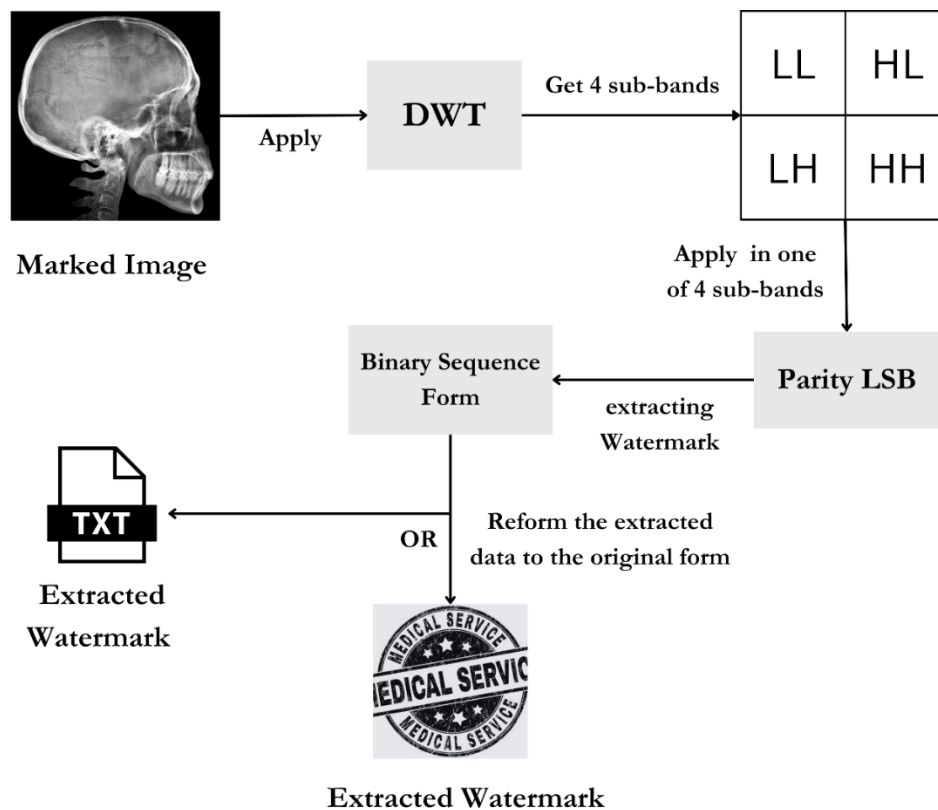 LL
HL
DWT
Get 4 sub-bands
Apply
LH
HH
Marked Image
Apply in one
of 4 sub-bands
Binary Sequence
Form
Parity LSB
extracting
Watermark
TXT
OR
Reform the extracted
data to the original form
Extracted
Watermark
MEDICAL SERVICE
MEDICAL SERVIC
MEDICAL SERVICE
Extracted Watermark